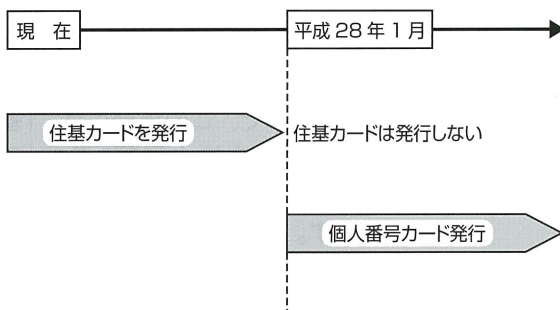 現 在
平成28年1月
住基カードを発行
住基カードは発行しない
個人番号カード発行